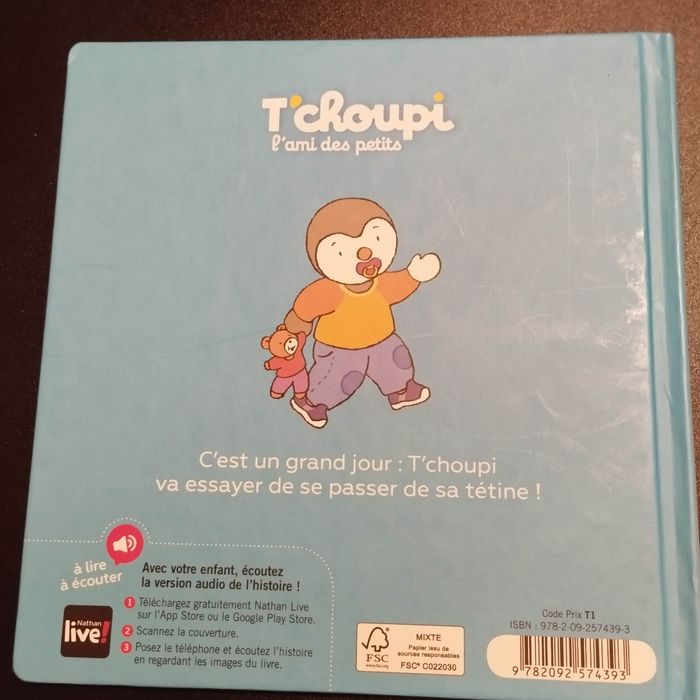 T'choupi
l'ami des petits
C'est un grand jour : T'choupi
va essayer de se passer de sa tétine !
à lire
à écouter
Avec votre enfant, écoutez
la version audio de l'histoire !
1 Téléchargez gratuitement Nathan Live
sur l'App Store ou le Google Play Store.
2 Scannez la couverture.
3 Posez le téléphone et écoutez l'histoire
en regardant les images du livre.
Nathan
live!
FSC
www.fsc.org
MIXTE
Papier issu de
sources responsables
FSC® C022030
Code Prix T1
ISBN : 978-2-09-257439-3
9 782092 574393